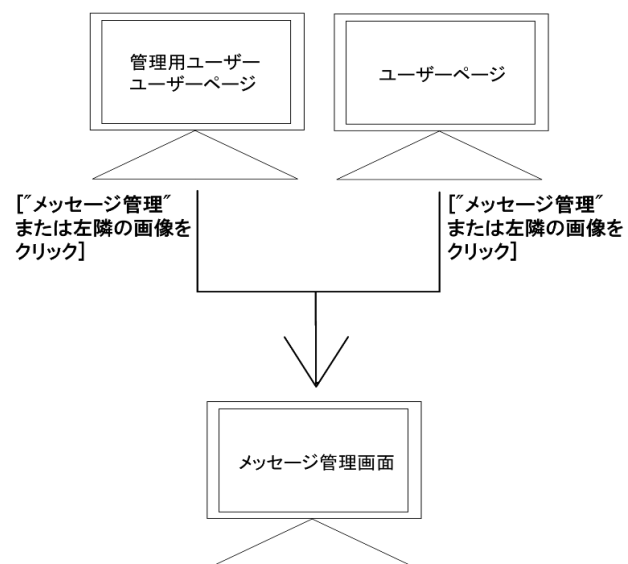 管理用ユーザー
ユーザーページ
ユーザーページ
["メッセージ管理"
または左隣の画像を
クリック]
["メッセージ管理"
または左隣の画像を
クリック]
メッセージ管理画面